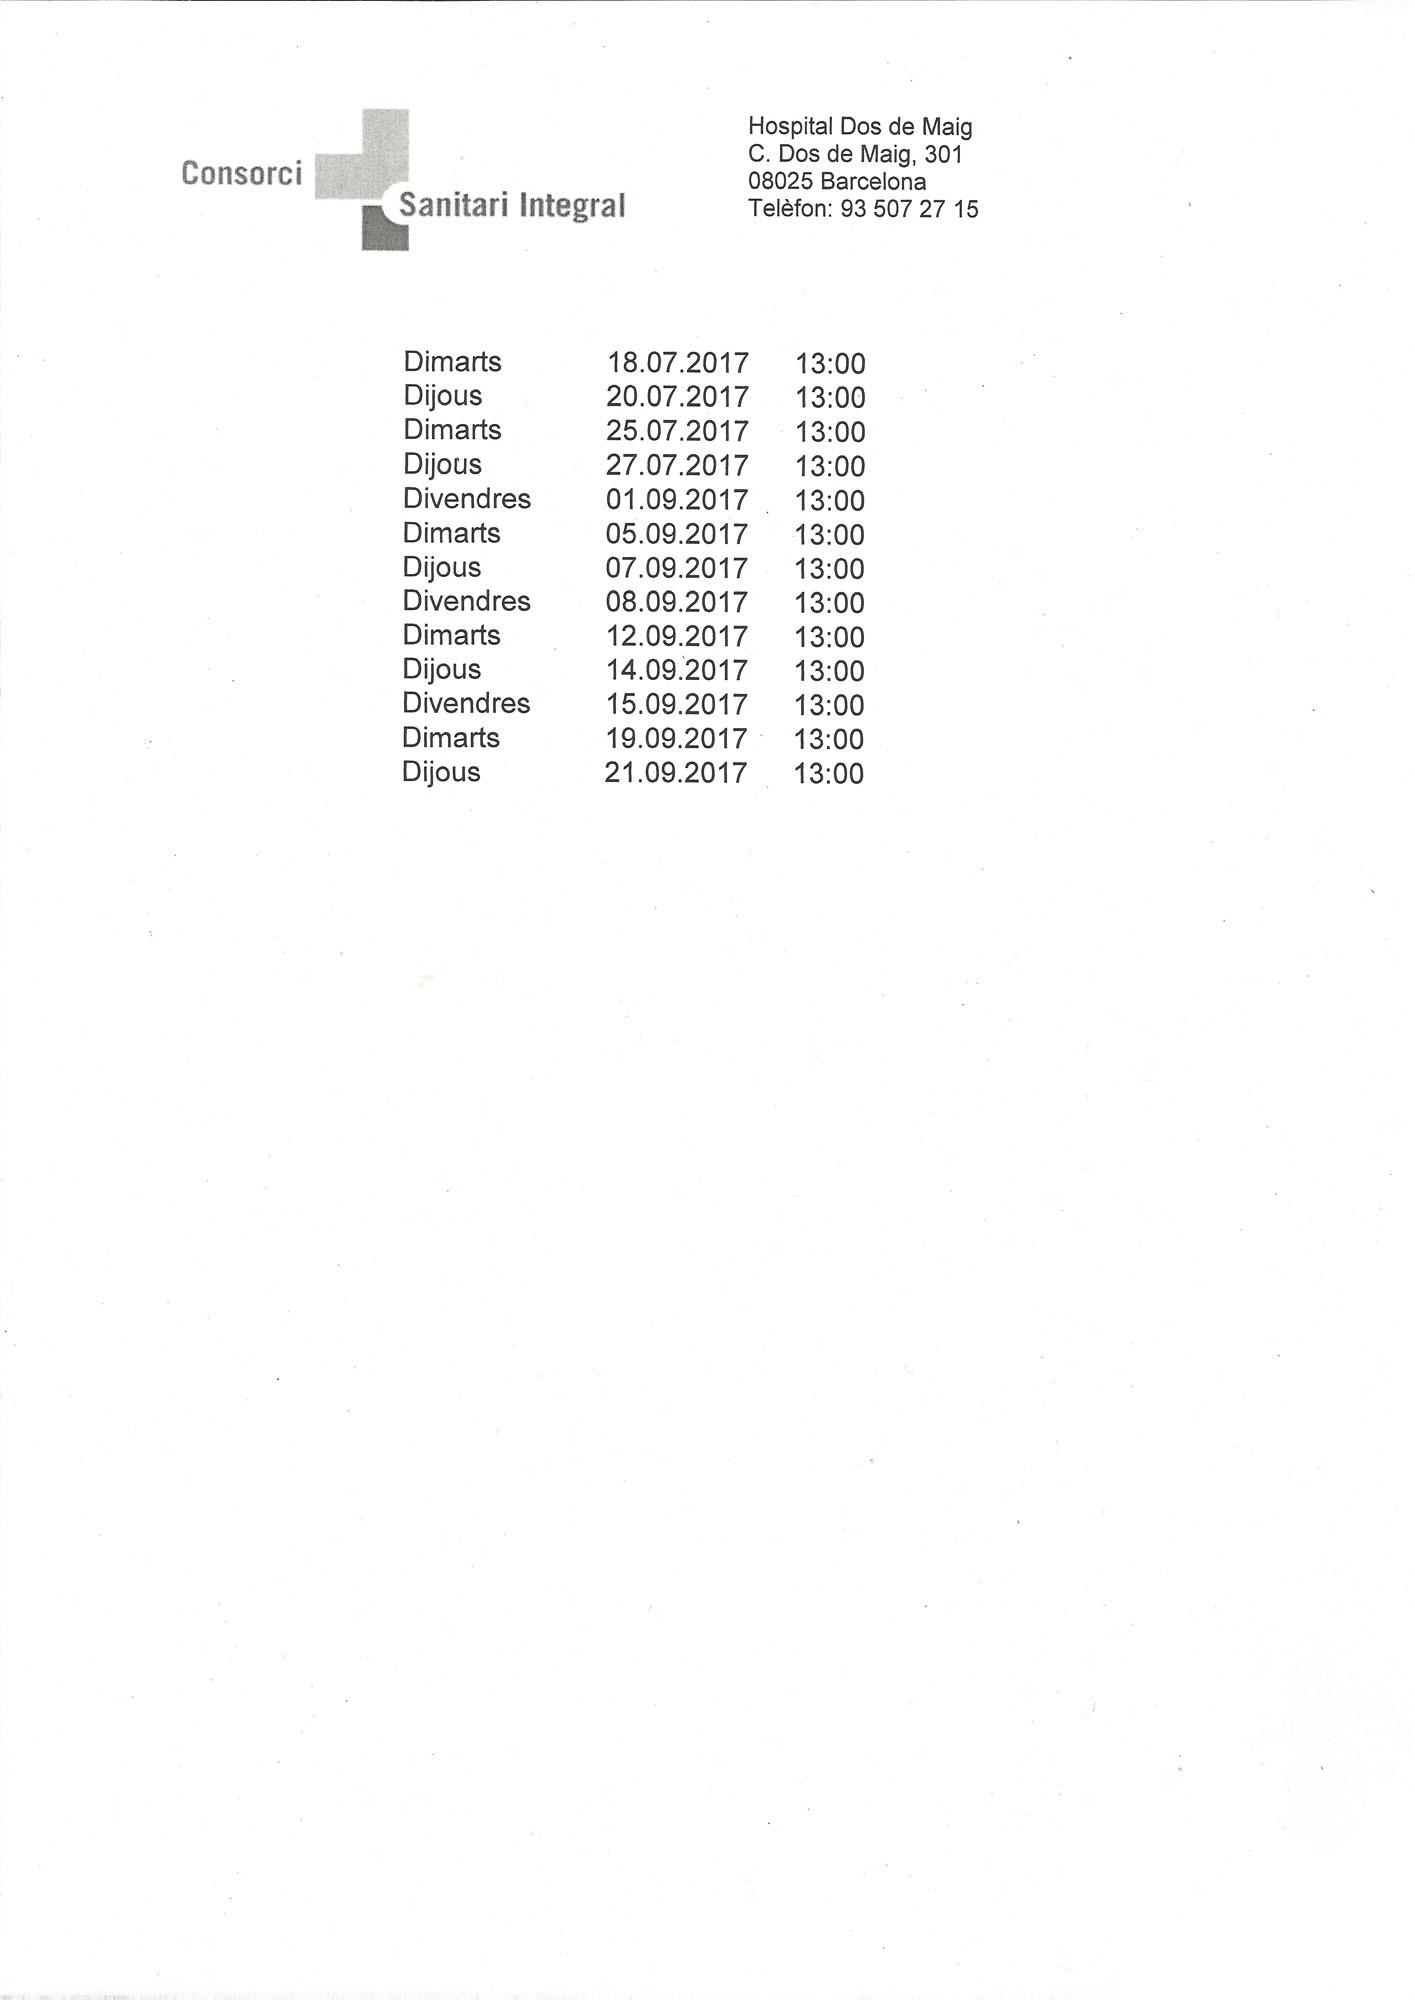 Consorci
Sanitari Integral
Hospital Dos de Maig
C. Dos de Maig, 301
08025 Barcelona
Telèfon: 93 507 27 15
Dimarts 18.07.2017 13:00
Dijous 20.07.2017 13:00
Dimarts 25.07.2017 13:00
Dijous 27.07.2017 13:00
Divendres 01.09.2017 13:00
Dimarts 05.09.2017 13:00
Dijous 07.09.2017 13:00
Divendres 08.09.2017 13:00
Dimarts 12.09.2017 13:00
Dijous 14.09.2017 13:00
Divendres 15.09.2017 13:00
Dimarts 19.09.2017 13:00
Dijous 21.09.2017 13:00